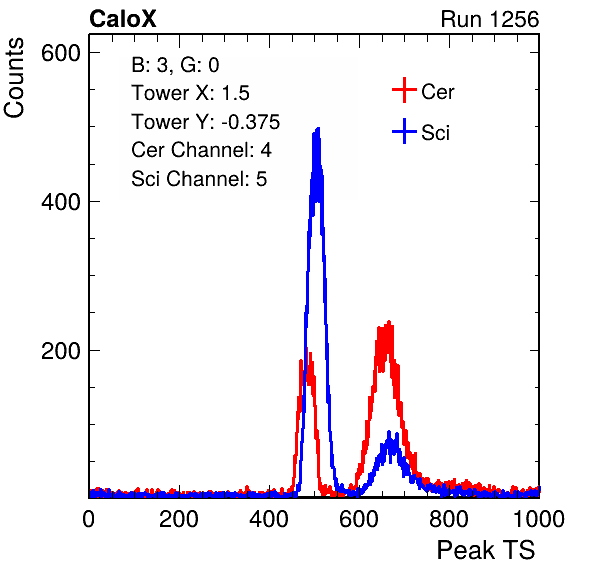 CaloX Run 1256
Counts
600
400
200
B: 3, G: 0
Tower X: 1.5
Tower Y: -0.375
Cer Channel: 4
Sci Channel: 5
Cer
Sci
0 200 400 600 800 1000
Peak TS